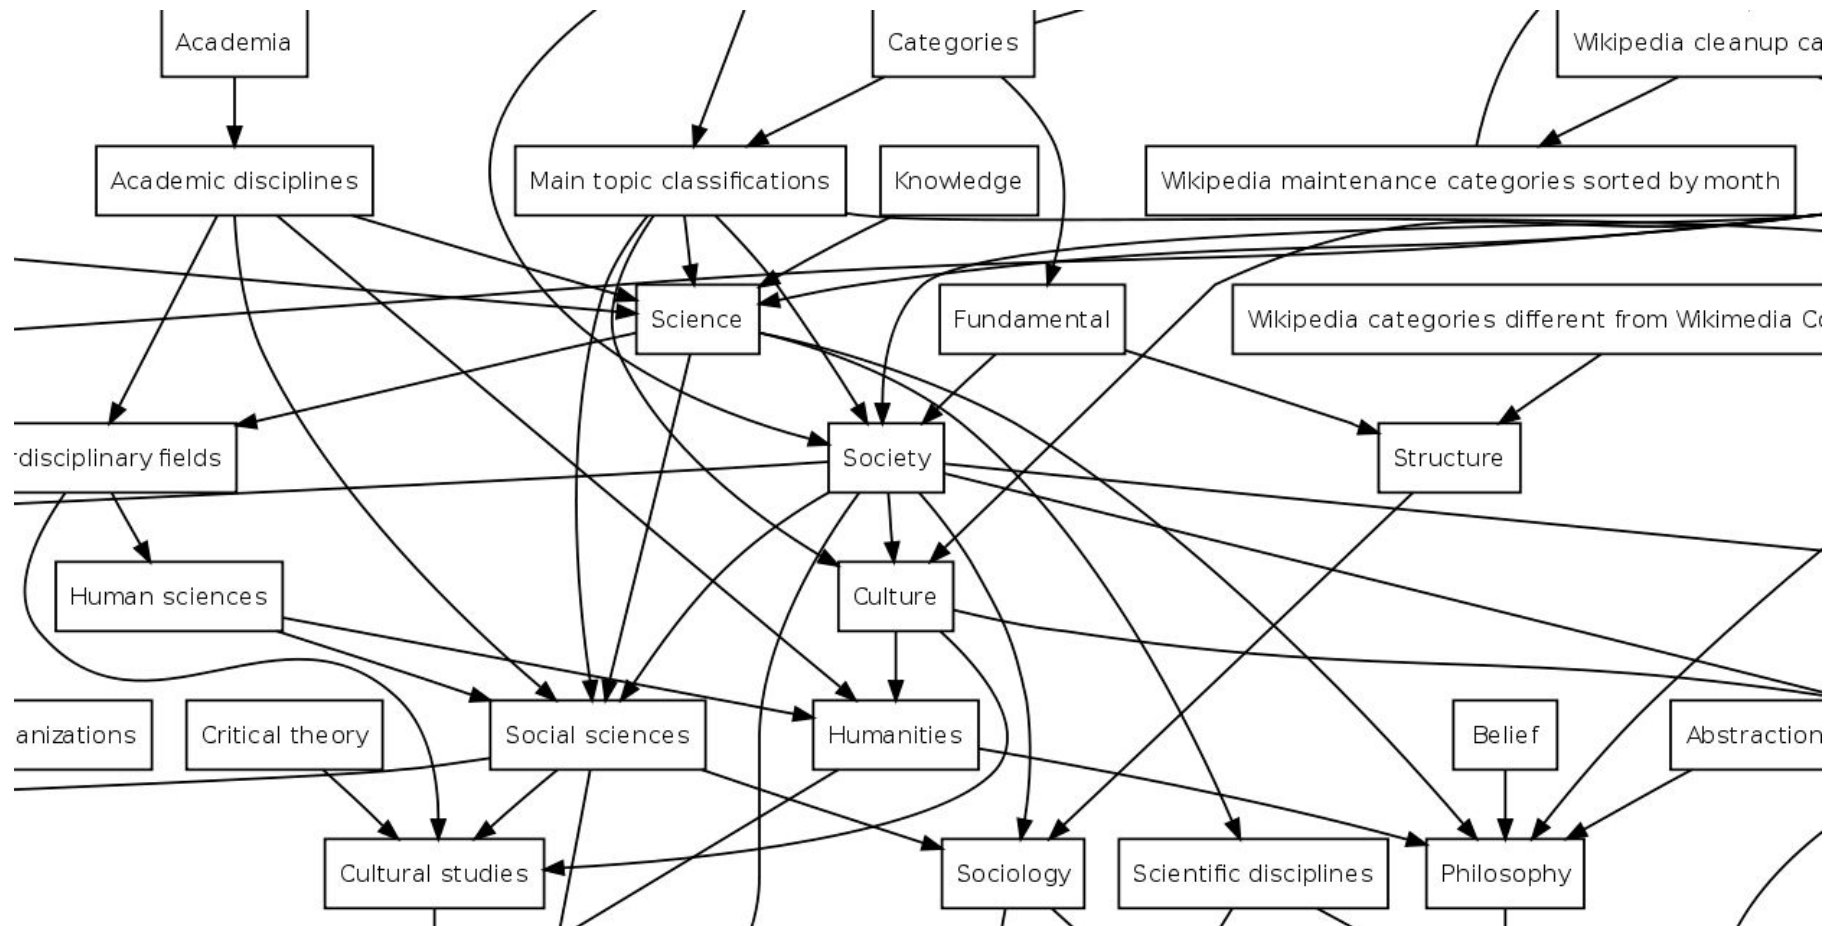 Academia
Categories
Wikipedia cleanup ca
Academic disciplines
Main topic classifications
Knowledge
Wikipedia maintenance categories sorted by month
Science
Fundamental
Wikipedia categories different from Wikimedia Co
rdisciplinary fields
Society
Structure
Human sciences
Culture
anizations
Critical theory
Social sciences
Humanities
Belief
Abstraction
Cultural studies
Sociology
Scientific disciplines
Philosophy